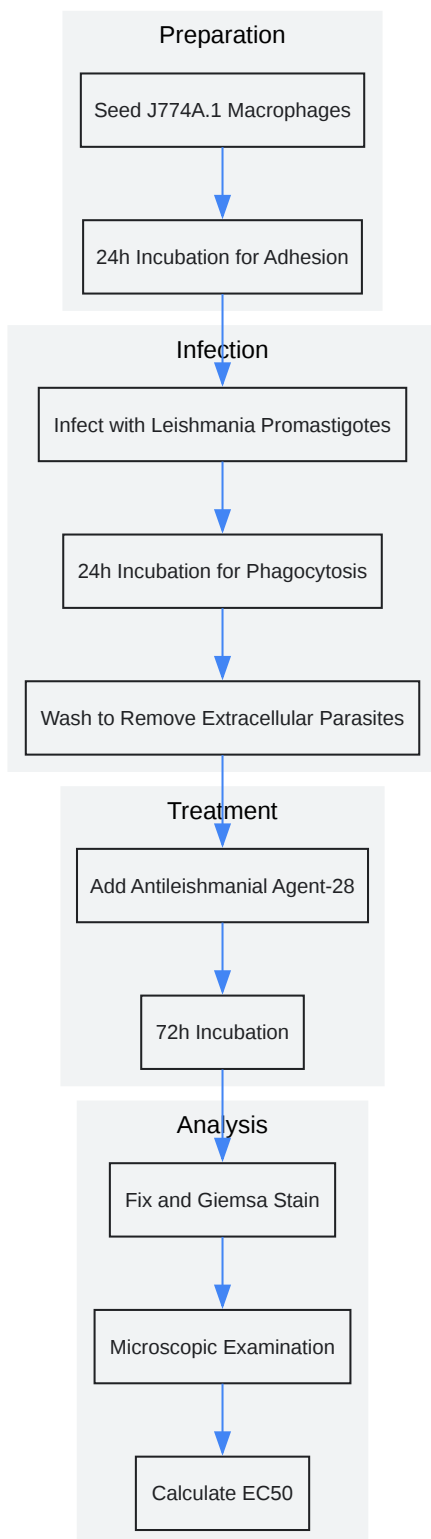 Preparation
Seed J774A.1 Macrophages
24h Incubation for Adhesion
Infection
Infect with Leishmania Promastigotes
24h Incubation for Phagocytosis
Wash to Remove Extracellular Parasites
Treatment
Add Antileishmanial Agent-28
72h Incubation
Analysis
Fix and Giemsa Stain
Microscopic Examination
Calculate EC50